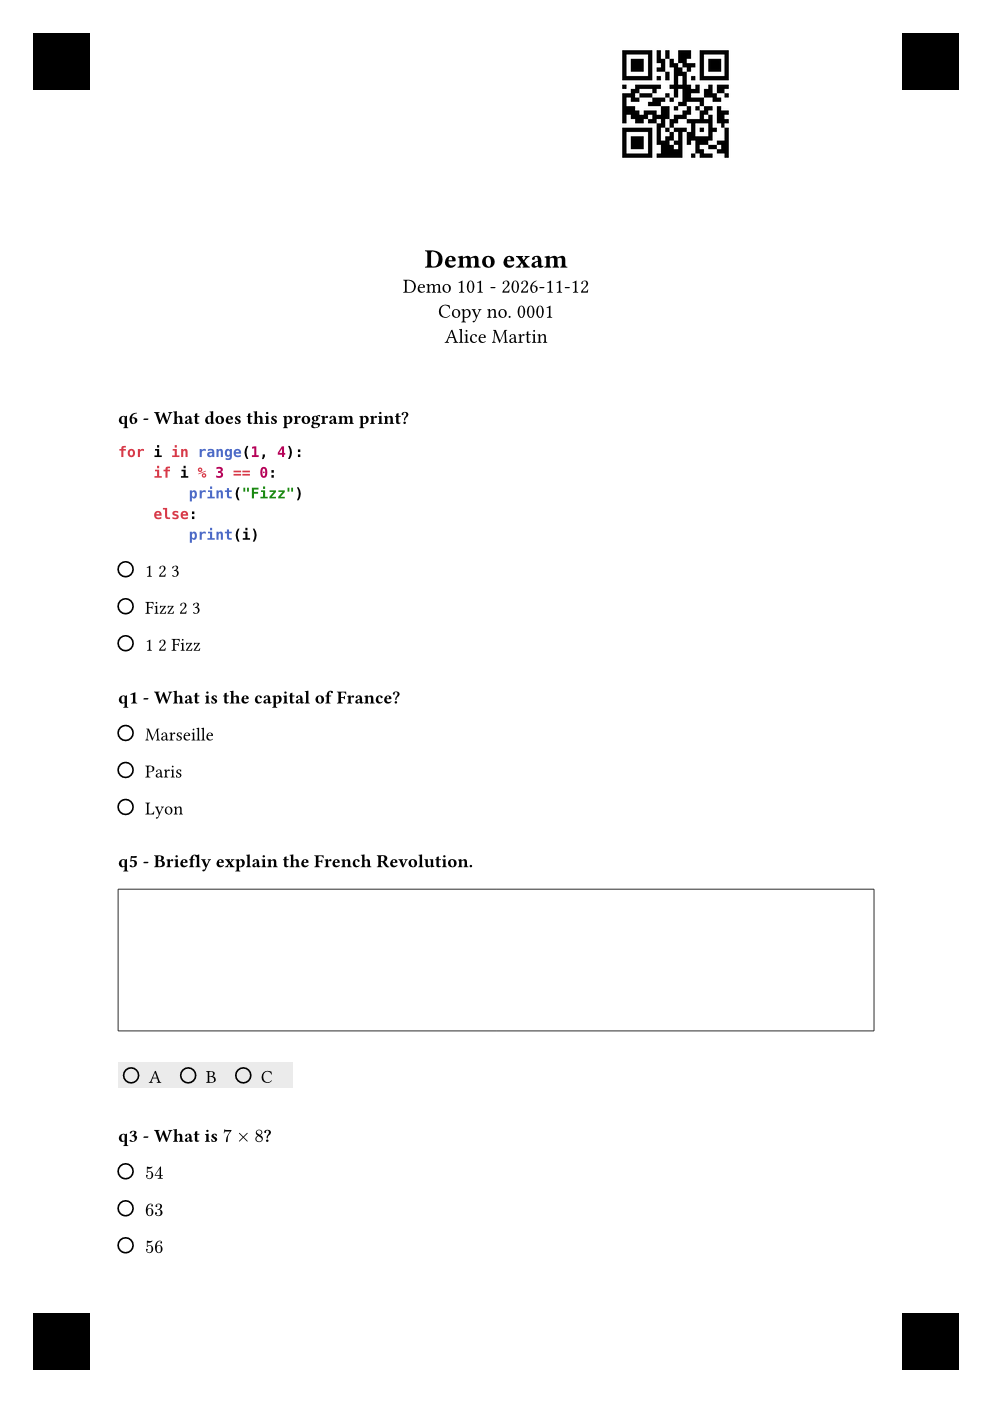 Demo exam
Demo 101 - 2026-11-12
Copy no. 0001
Alice Martin
q6 - What does this program print?
for i in range(1, 4):
    if i % 3 == 0:
        print("Fizz")
    else:
        print(i)
1 2 3
Fizz 2 3
1 2 Fizz
q1 - What is the capital of France?
Marseille
Paris
Lyon
q5 - Briefly explain the French Revolution.
A B C
q3 - What is 7 × 8?
54
63
56